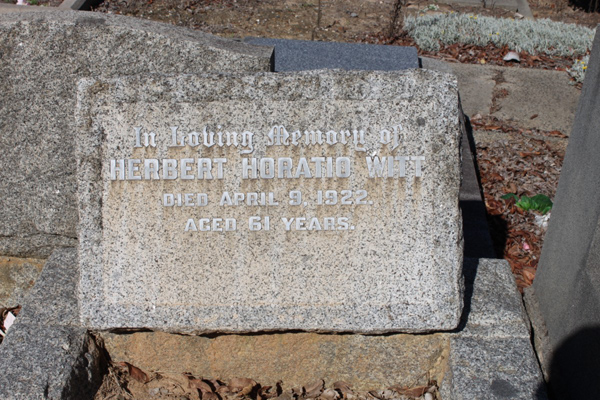 In Loving Memory of
HERBERT HORATIO WITT
DIED APRIL 9, 1922.
AGED 61 YEARS.